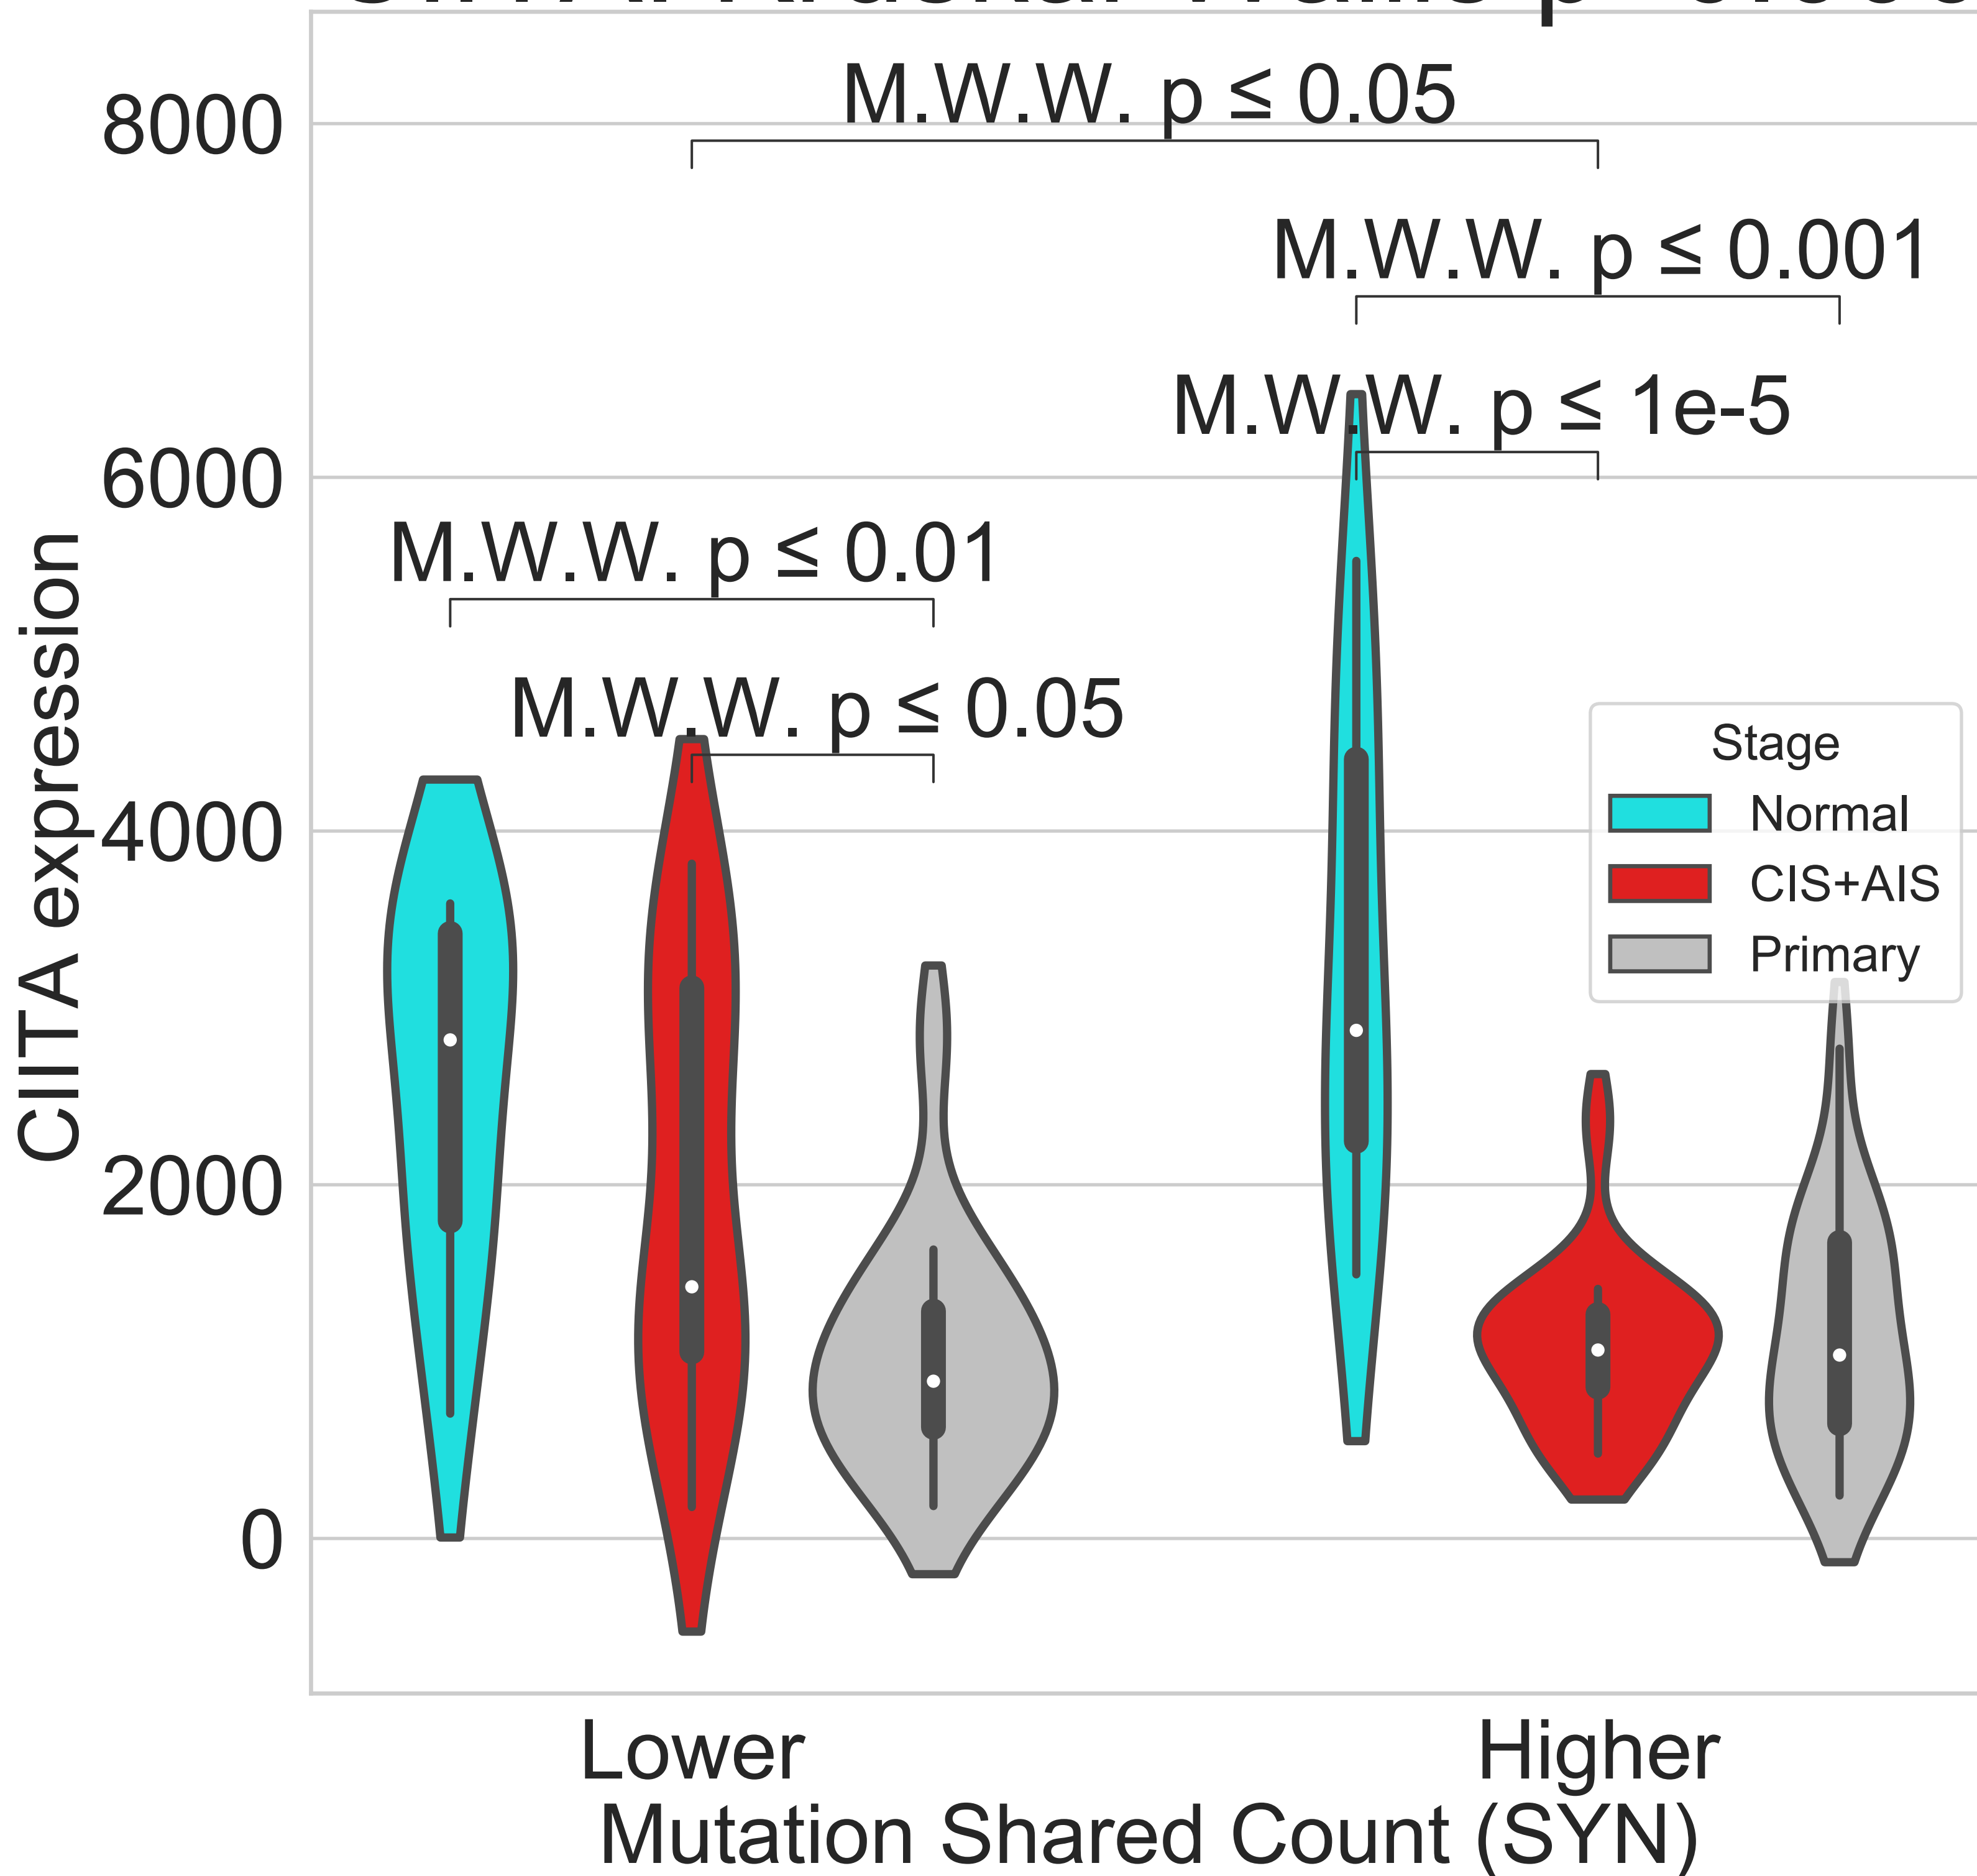 M.W.W. p ≤ 0.05
8000
M.W.W. p ≤ 0.001
M.W.W. p ≤ 1e-5
6000
M.W.W. p ≤ 0.01
M.W.W. p ≤ 0.05
CIITA expression
Stage
Normal
CIS+AIS
Primary
4000
2000
0
Lower
Higher
Mutation Shared Count (SYN)